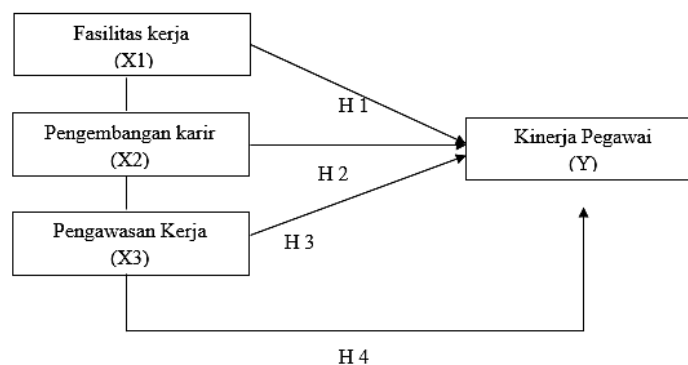 Fasilitas kerja
(X1)
H 1
Pengembangan karir
(X2)
Kinerja Pegawai
(Y)
H 2
Pengawasan Kerja
(X3)
H 3
H 4